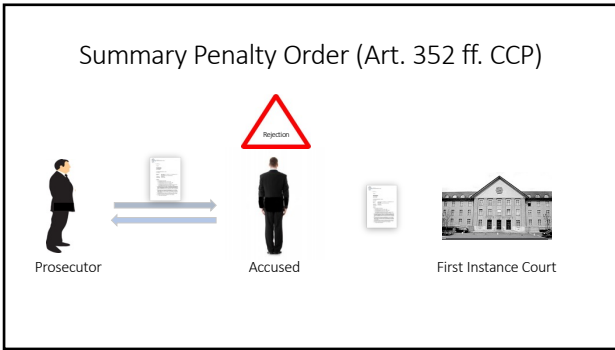 Summary Penalty Order (Art. 352 ff. CCP)
Rejection
Prosecutor
Accused
First Instance Court